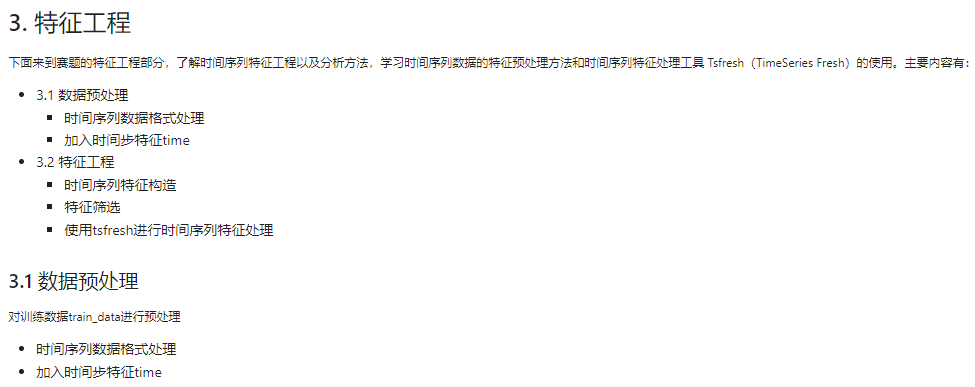 3. 特征工程
下面来到赛题的特征工程部分，了解时间序列特征工程以及分析方法，学习时间序列数据的特征预处理方法和时间序列特征处理工具 Tsfresh（TimeSeries Fresh）的使用。主要内容有：
3.1 数据预处理
时间序列数据格式处理
加入时间步特征time
3.2 特征工程
时间序列特征构造
特征筛选
使用tsfresh进行时间序列特征处理
3.1 数据预处理
对训练数据train_data进行预处理
时间序列数据格式处理
加入时间步特征time